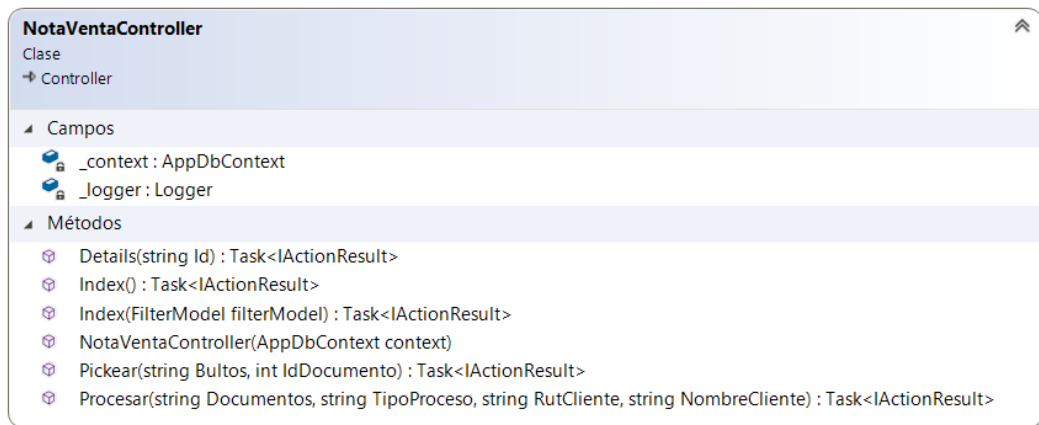 NotaVentaController
Clase
Controller
Campos
_context : AppDbContext
_logger : Logger
Métodos
Details(string Id) : Task<IActionResult>
Index() : Task<IActionResult>
Index(FilterModel filterModel) : Task<IActionResult>
NotaVentaController(AppDbContext context)
Pickear(string Bultos, int IdDocumento) : Task<IActionResult>
Procesar(string Documentos, string TipoProceso, string RutCliente, string NombreCliente) : Task<IActionResult>